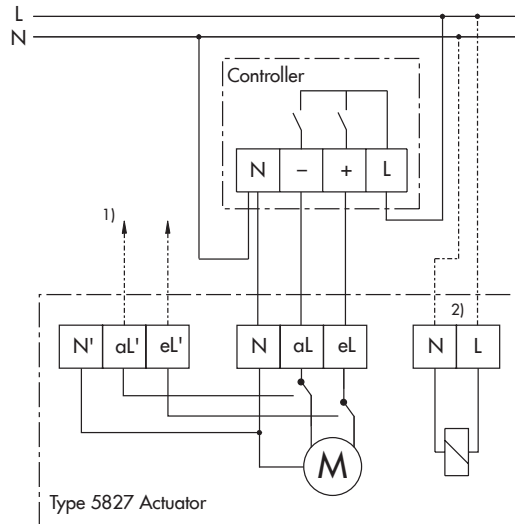 L
N
Controller
N – + L
1)
2)
N' aL' eL' N aL eL N L
M
Type 5827 Actuator